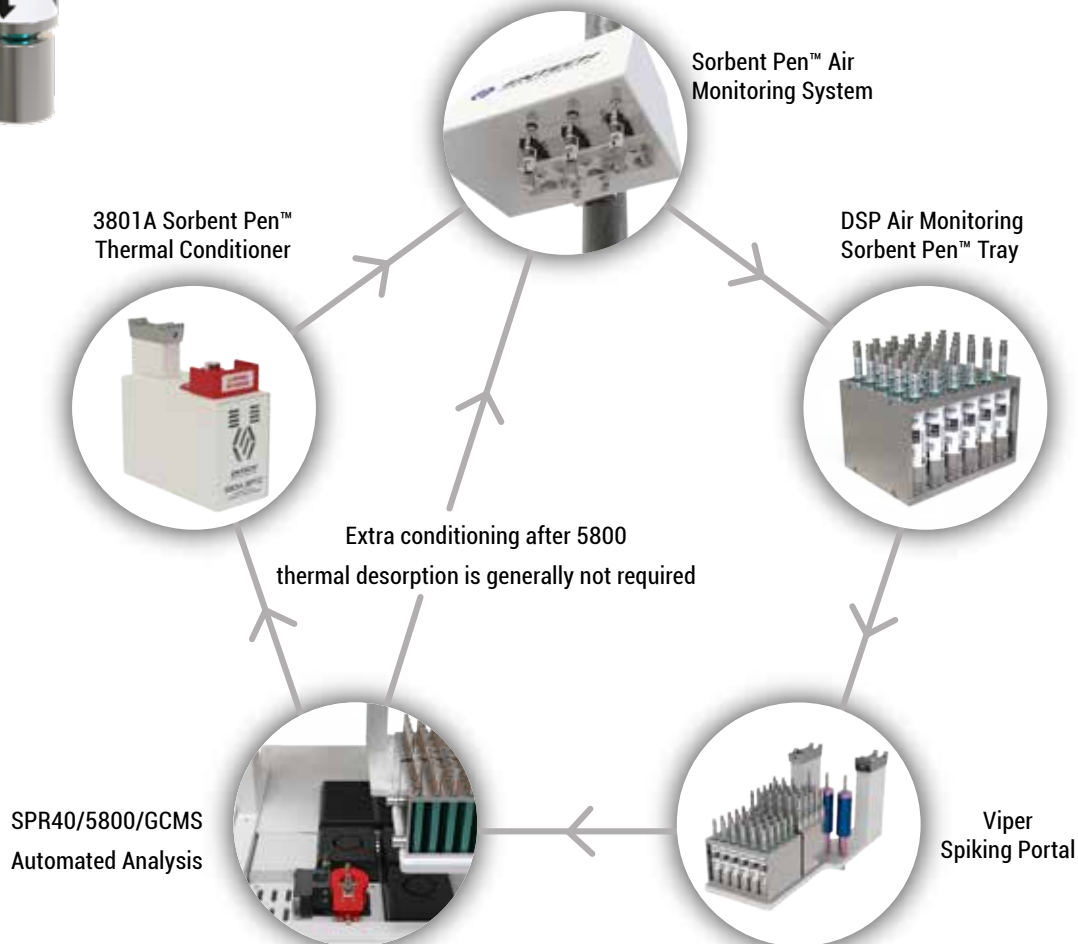 Sorbent Pen™ Air
Monitoring System
3801A Sorbent Pen™
Thermal Conditioner
DSP Air Monitoring
Sorbent Pen™ Tray
Extra conditioning after 5800
thermal desorption is generally not required
SPR40/5800/GCMS
Automated Analysis
Viper
Spiking Portal